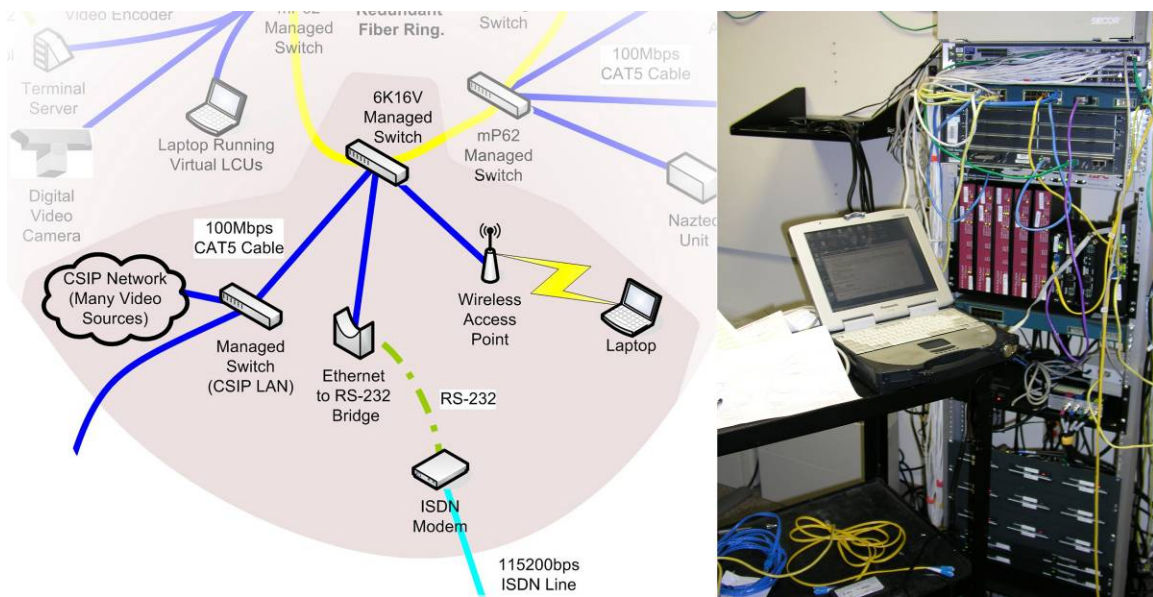 Video Encoder
mP62
Managed
Switch
Redundant
Fiber Ring.
Switch
100Mbps
CAT5 Cable
Terminal
Server
6K16V
Managed
Switch
Laptop Running
Virtual LCUs
mP62
Managed
Switch
Digital
Video
Camera
Naztec
Unit
100Mbps
CAT5 Cable
CSIP Network
(Many Video
Sources)
Wireless
Access
Point
Laptop
Managed
Switch
(CSIP LAN)
Ethernet
to RS-232
Bridge
RS-232
ISDN
Modem
115200bps
ISDN Line
SIECOR